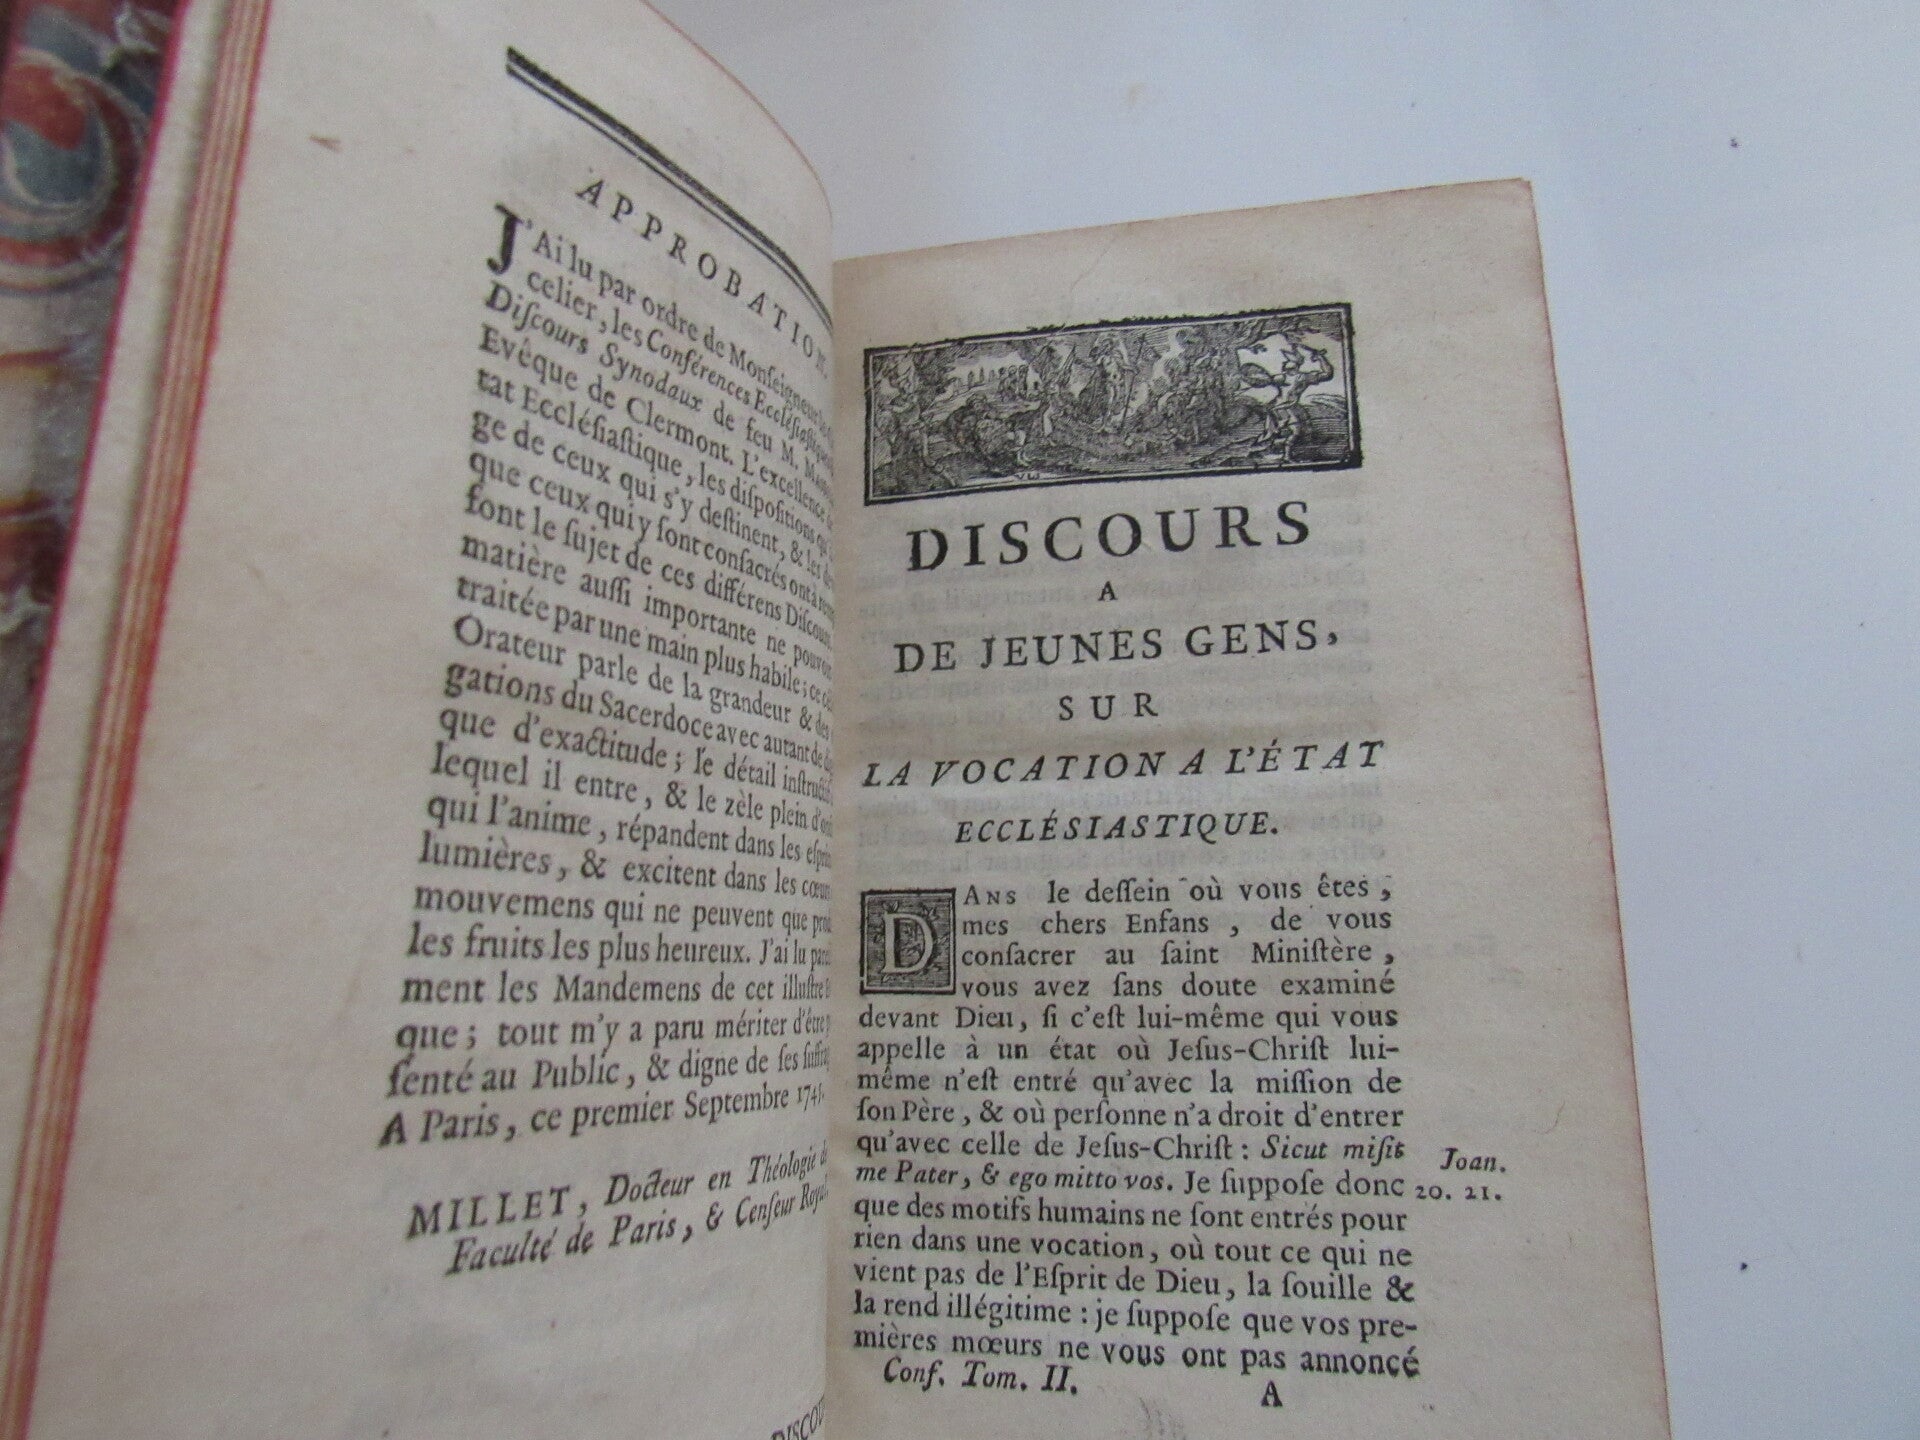 APPROBATION.
J'Ai lu par ordre de Monseigneur
celier, les Conférences Ecclésiastiques
Discours Synodaux de feu M.
Evêque de Clermont. L'excellence
tat Ecclésiastique, les dispositions
ge de ceux qui s'y destinent, & les
que ceux qui y sont consacrés ont à
font le sujet de ces différens Discours.
matière aussi importante ne pouvoit
traitée par une main plus habile; ce
Orateur parle de la grandeur & des
gations du Sacerdoce avec autant de
que d'exactitude; le détail
lequel il entre, & le zèle plein
qui l'anime, répandent dans les
lumières, & excitent dans les cœurs
mouvemens qui ne peuvent que
les fruits les plus heureux. J'ai lu
ment les Mandemens de cet illustre
que; tout m'y a paru mériter d'être
senté au Public, & digne de ses
A Paris, ce premier Septembre
MILLET, Docteur en Théologie
Faculté de Paris, & Censeur
DISCOU
DISCOURS
A
DE JEUNES GENS,
SUR
LA VOCATION A L'ÉTAT
ECCLÉSIASTIQUE.
DANS le dessein où vous êtes,
mes chers Enfans, de vous
consacrer au saint Ministère,
vous avez sans doute examiné
devant Dieu, si c'est lui-même qui vous
appelle à un état où Jesus-Christ lui-
même n'est entré qu'avec la mission de
son Père, & où personne n'a droit d'entrer
qu'avec celle de Jesus-Christ : Sicut misit
me Pater, & ego mitto vos. Je suppose donc
Joan.
20. 21.
que des motifs humains ne sont entrés pour
rien dans une vocation, où tout ce qui ne
vient pas de l'Esprit de Dieu, la souille &
la rend illégitime : je suppose que vos pre-
mières mœurs ne vous ont pas annoncé
Conf. Tom. II.
A